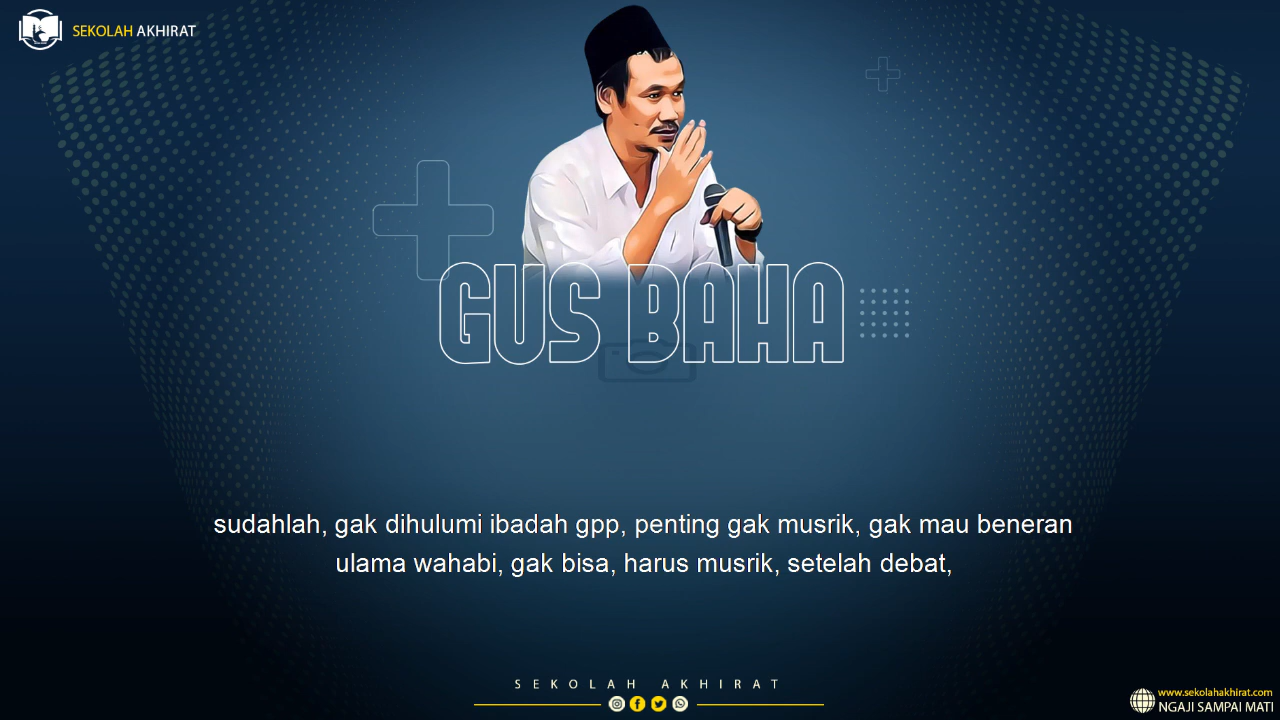 SEKOLAH AKHIRAT
GUS BAHA
sudahlah, gak dihulumi ibadah gpp, penting gak musrik, gak mau beneran
ulama wahabi, gak bisa, harus musrik, setelah debat,
SEKOLAH AKHIRAT
www.sekolahakhirat.com
NGAJI SAMPAI MATI